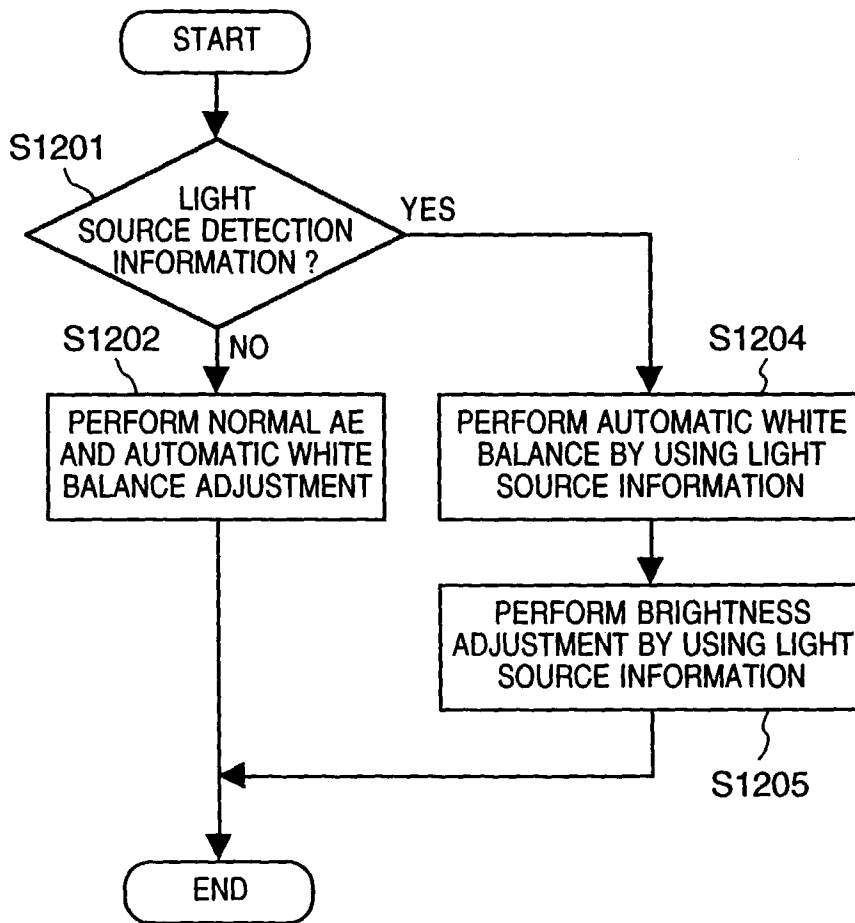 START
S1201
LIGHT
SOURCE DETECTION
INFORMATION ?
YES
S1202
NO
S1204
PERFORM NORMAL AE
AND AUTOMATIC WHITE
BALANCE ADJUSTMENT
PERFORM AUTOMATIC WHITE
BALANCE BY USING LIGHT
SOURCE INFORMATION
PERFORM BRIGHTNESS
ADJUSTMENT BY USING LIGHT
SOURCE INFORMATION
S1205
END